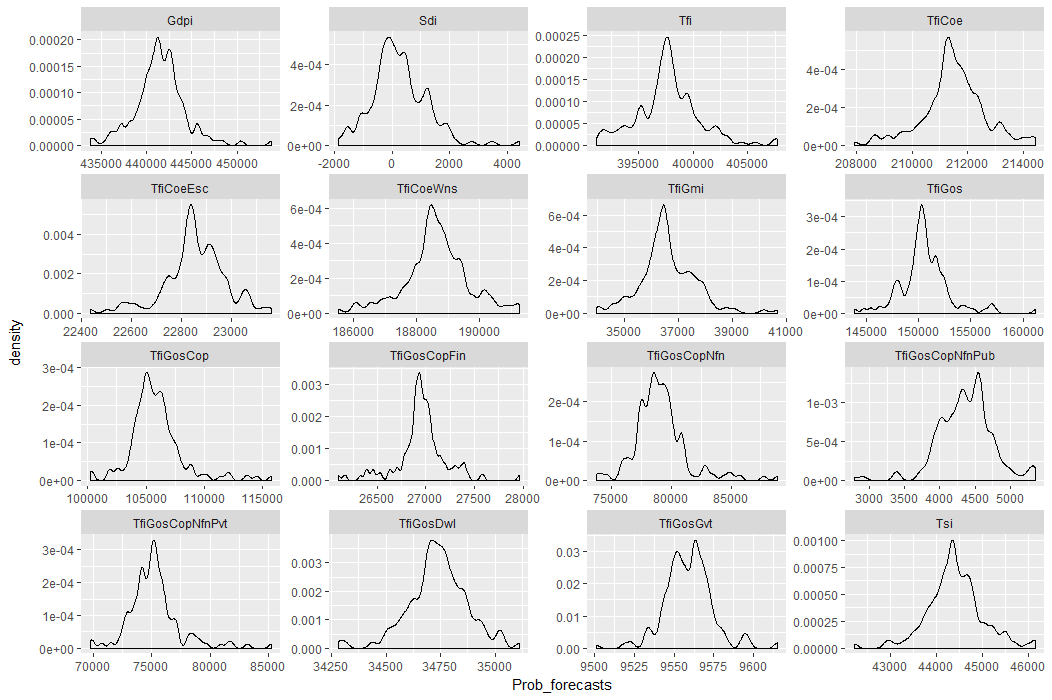 Gdpi Sdi Tfi TfiCoe
0.00020
0.00015
0.00010
0.00005
0.00000
435000 440000 445000 450000
4e-04
2e-04
0e+00
-2000 0 2000 4000
0.00025
0.00020
0.00015
0.00010
0.00005
0.00000
395000 400000 405000
4e-04
2e-04
0e+00
208000 210000 212000 214000
TfiCoeEsc TfiCoeWns TfiGmi TfiGos
0.004
0.002
0.000
22400 22600 22800 23000
6e-04
4e-04
2e-04
0e+00
186000 188000 190000
6e-04
4e-04
2e-04
0e+00
35000 37000 39000 41000
3e-04
2e-04
1e-04
0e+00
145000 150000 155000 160000
density
TfiGosCop TfiGosCopFin TfiGosCopNfn TfiGosCopNfnPub
3e-04
2e-04
1e-04
0e+00
100000 105000 110000 115000
0.003
0.002
0.001
0.000
26500 27000 27500 28000
2e-04
1e-04
0e+00
75000 80000 85000
1e-03
5e-04
0e+00
3000 3500 4000 4500 5000
TfiGosCopNfnPvt TfiGosDwl TfiGosGvt Tsi
3e-04
2e-04
1e-04
0e+00
70000 75000 80000 85000
0.003
0.002
0.001
0.000
34250 34500 34750 35000
0.03
0.02
0.01
0.00
9500 9525 9550 9575 9600
0.00100
0.00075
0.00050
0.00025
0.00000
43000 44000 45000 46000
Prob_forecasts